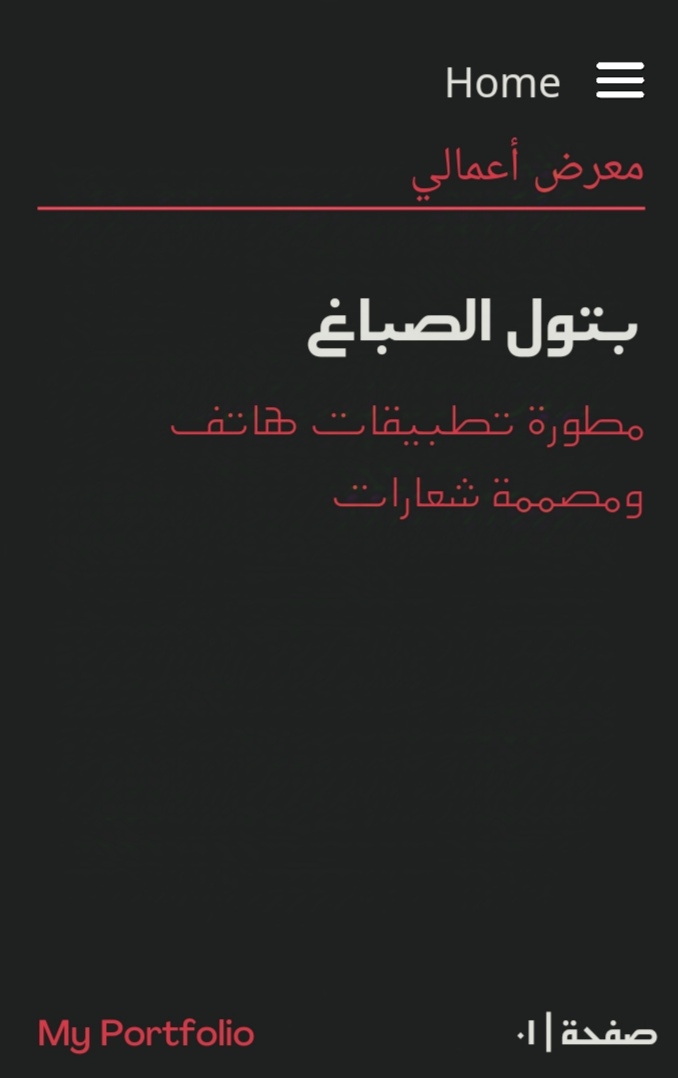 Home
معرض أعمالي
بتول الصباغ
مطورة تطبيقات هاتف
ومصممة شعارات
My Portfolio
صفحة | ٠١